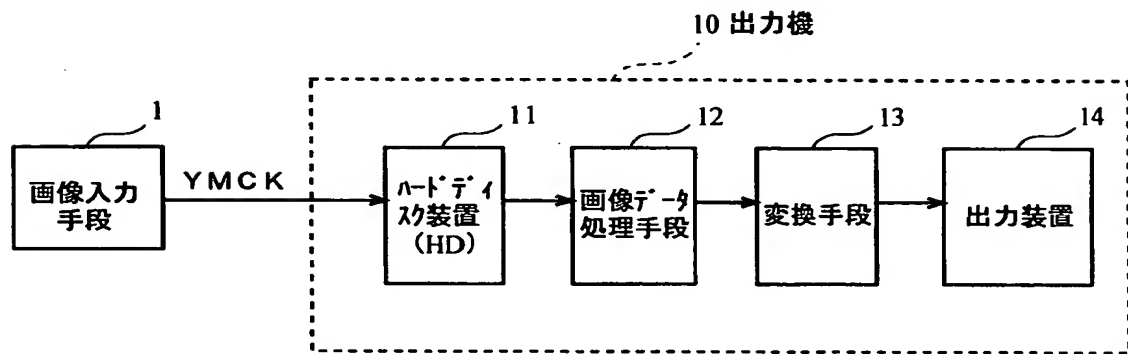 10 出力機
1
画像入力
手段
YMCK
11
ハードディ
スク装置
(HD)
12
画像データ
処理手段
13
変換手段
14
出力装置